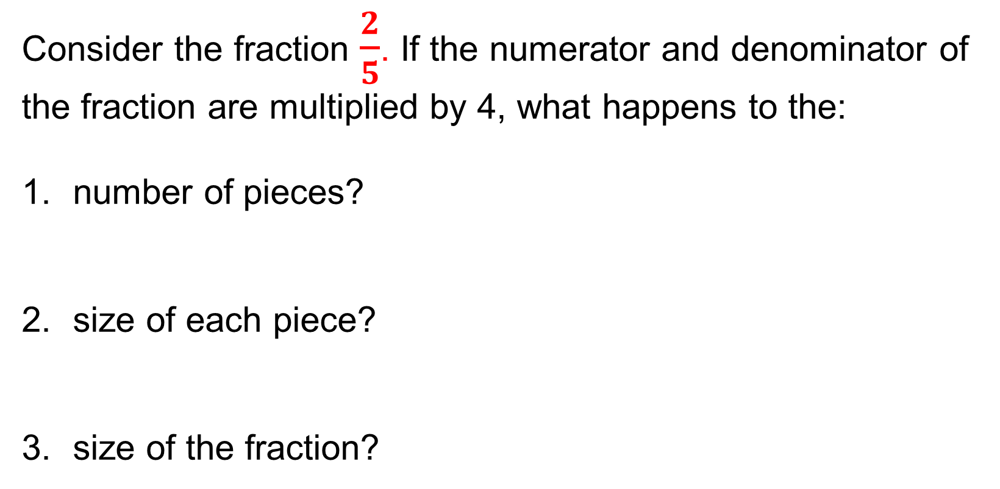 Consider the fraction 2/5. If the numerator and denominator of
the fraction are multiplied by 4, what happens to the:
1. number of pieces?
2. size of each piece?
3. size of the fraction?